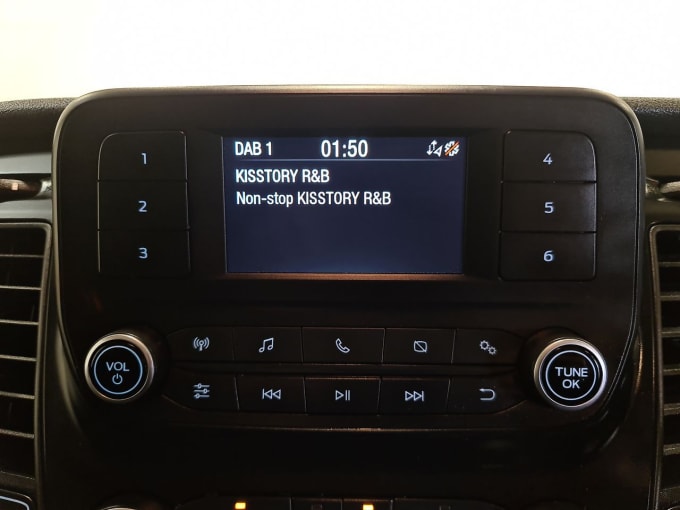 DAB 1 01:50
KISSTORY R&B
Non-stop KISSTORY R&B
1
2
3
4
5
6
VOL
TUNE
OK